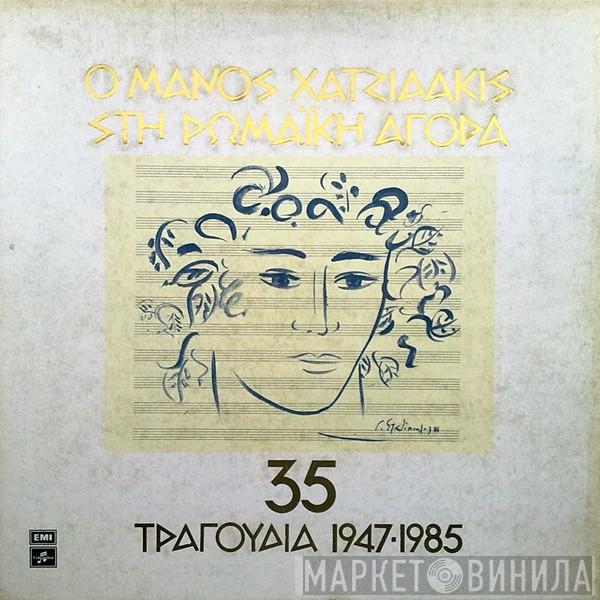 Ο ΜΑΝΟΣ ΧΑΤΖΙΔΑΚΙΣ
ΣΤΗ ΡΩΜΑΪΚΗ ΑΓΟΡΑ
35
ΤΡΑΓΟΥΔΙΑ 1947·1985
EMI
МАРКЕТ ВИНИЛА